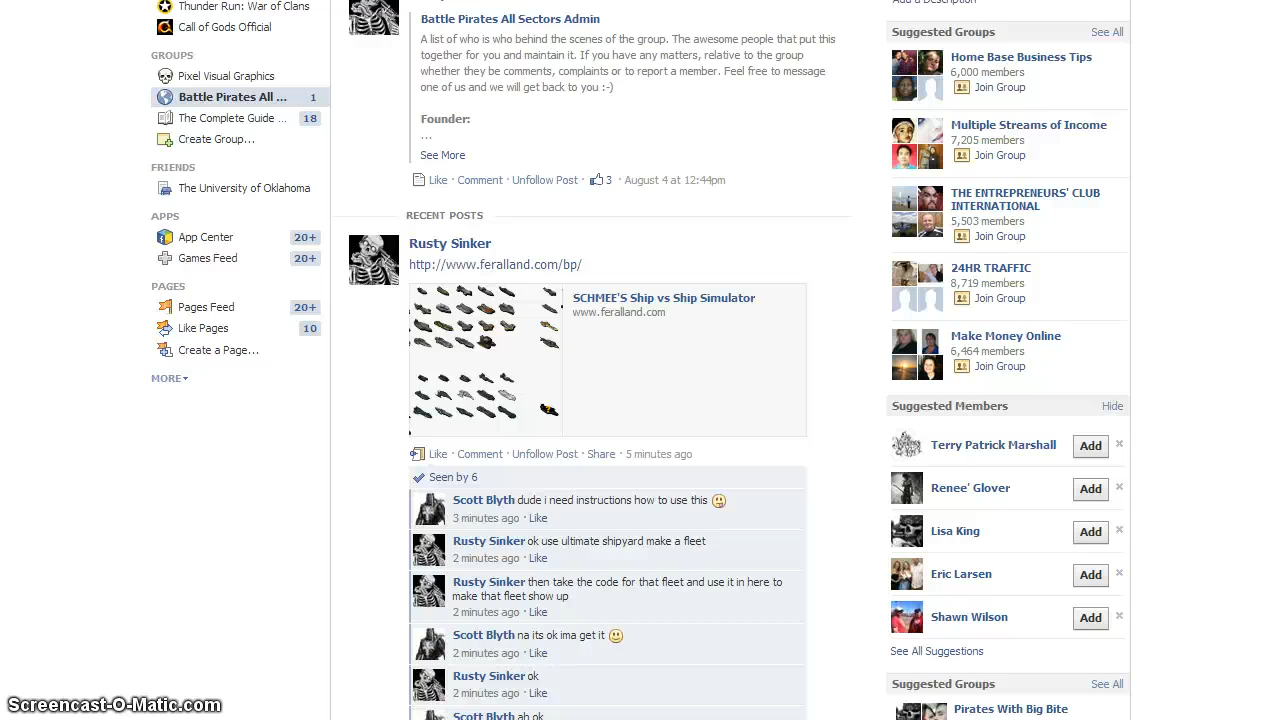 Thunder Run: War of Clans
Call of Gods Official
GROUPS
Pixel Visual Graphics
Battle Pirates All ... 1
The Complete Guide ... 18
Create Group...
FRIENDS
The University of Oklahoma
APPS
App Center 20+
Games Feed 20+
PAGES
Pages Feed 20+
Like Pages 10
Create a Page...
MORE
Battle Pirates All Sectors Admin
A list of who is who behind the scenes of the group. The awesome people that put this
together for you and maintain it. If you have any matters, relative to the group
whether they be comments, complaints or to report a member. Feel free to message
one of us and we will get back to you :-)
Founder:
...
See More
Like · Comment · Unfollow Post · 3 · August 4 at 12:44pm
RECENT POSTS
Rusty Sinker
http://www.feralland.com/bp/
SCHMEE'S Ship vs Ship Simulator
www.feralland.com
Like · Comment · Unfollow Post · Share · 5 minutes ago
Seen by 6
Scott Blyth dude i need instructions how to use this
3 minutes ago · Like
Rusty Sinker ok use ultimate shipyard make a fleet
2 minutes ago · Like
Rusty Sinker then take the code for that fleet and use it in here to
make that fleet show up
2 minutes ago · Like
Scott Blyth na its ok ima get it
2 minutes ago · Like
Rusty Sinker ok
2 minutes ago · Like
Scott Blyth ah ok
Add a Description
Suggested Groups See All
Home Base Business Tips
6,000 members
Join Group
Multiple Streams of Income
7,205 members
Join Group
THE ENTREPRENEURS' CLUB
INTERNATIONAL
5,503 members
Join Group
24HR TRAFFIC
8,719 members
Join Group
Make Money Online
6,464 members
Join Group
Suggested Members Hide
Terry Patrick Marshall Add
Renee' Glover Add
Lisa King Add
Eric Larsen Add
Shawn Wilson Add
See All Suggestions
Suggested Groups See All
Pirates With Big Bite
Screencast-O-Matic.com